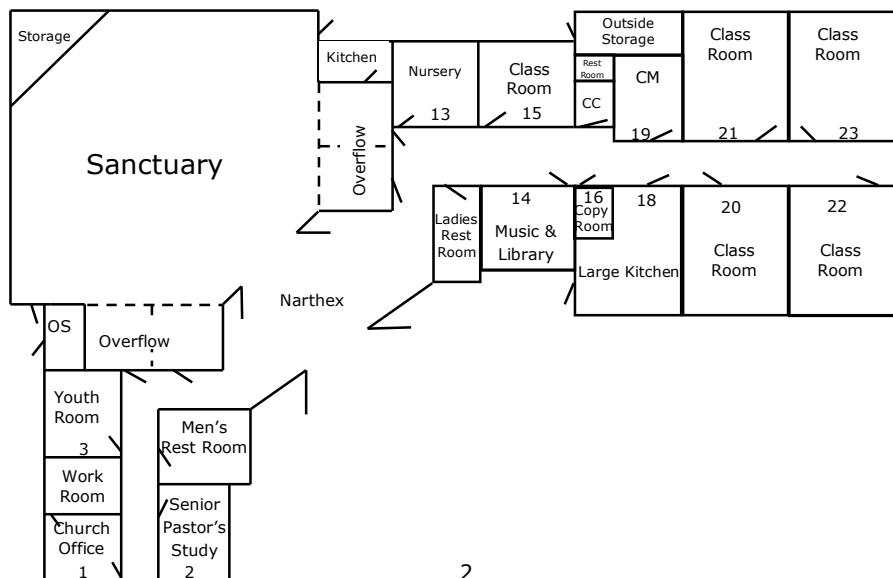 Storage
Sanctuary
Kitchen
Overflow
Nursery
13
Class
Room
15
Outside
Storage
Rest
Room
CC
CM
19
Class
Room
21
Class
Room
23
Ladies
Rest
Room
14
Music &
Library
16
Copy
Room
18
Large Kitchen
20
Class
Room
22
Class
Room
Narthex
OS
Overflow
Youth
Room
3
Men’s
Rest Room
Work
Room
Church
Office
1
Senior
Pastor’s
Study
2
2